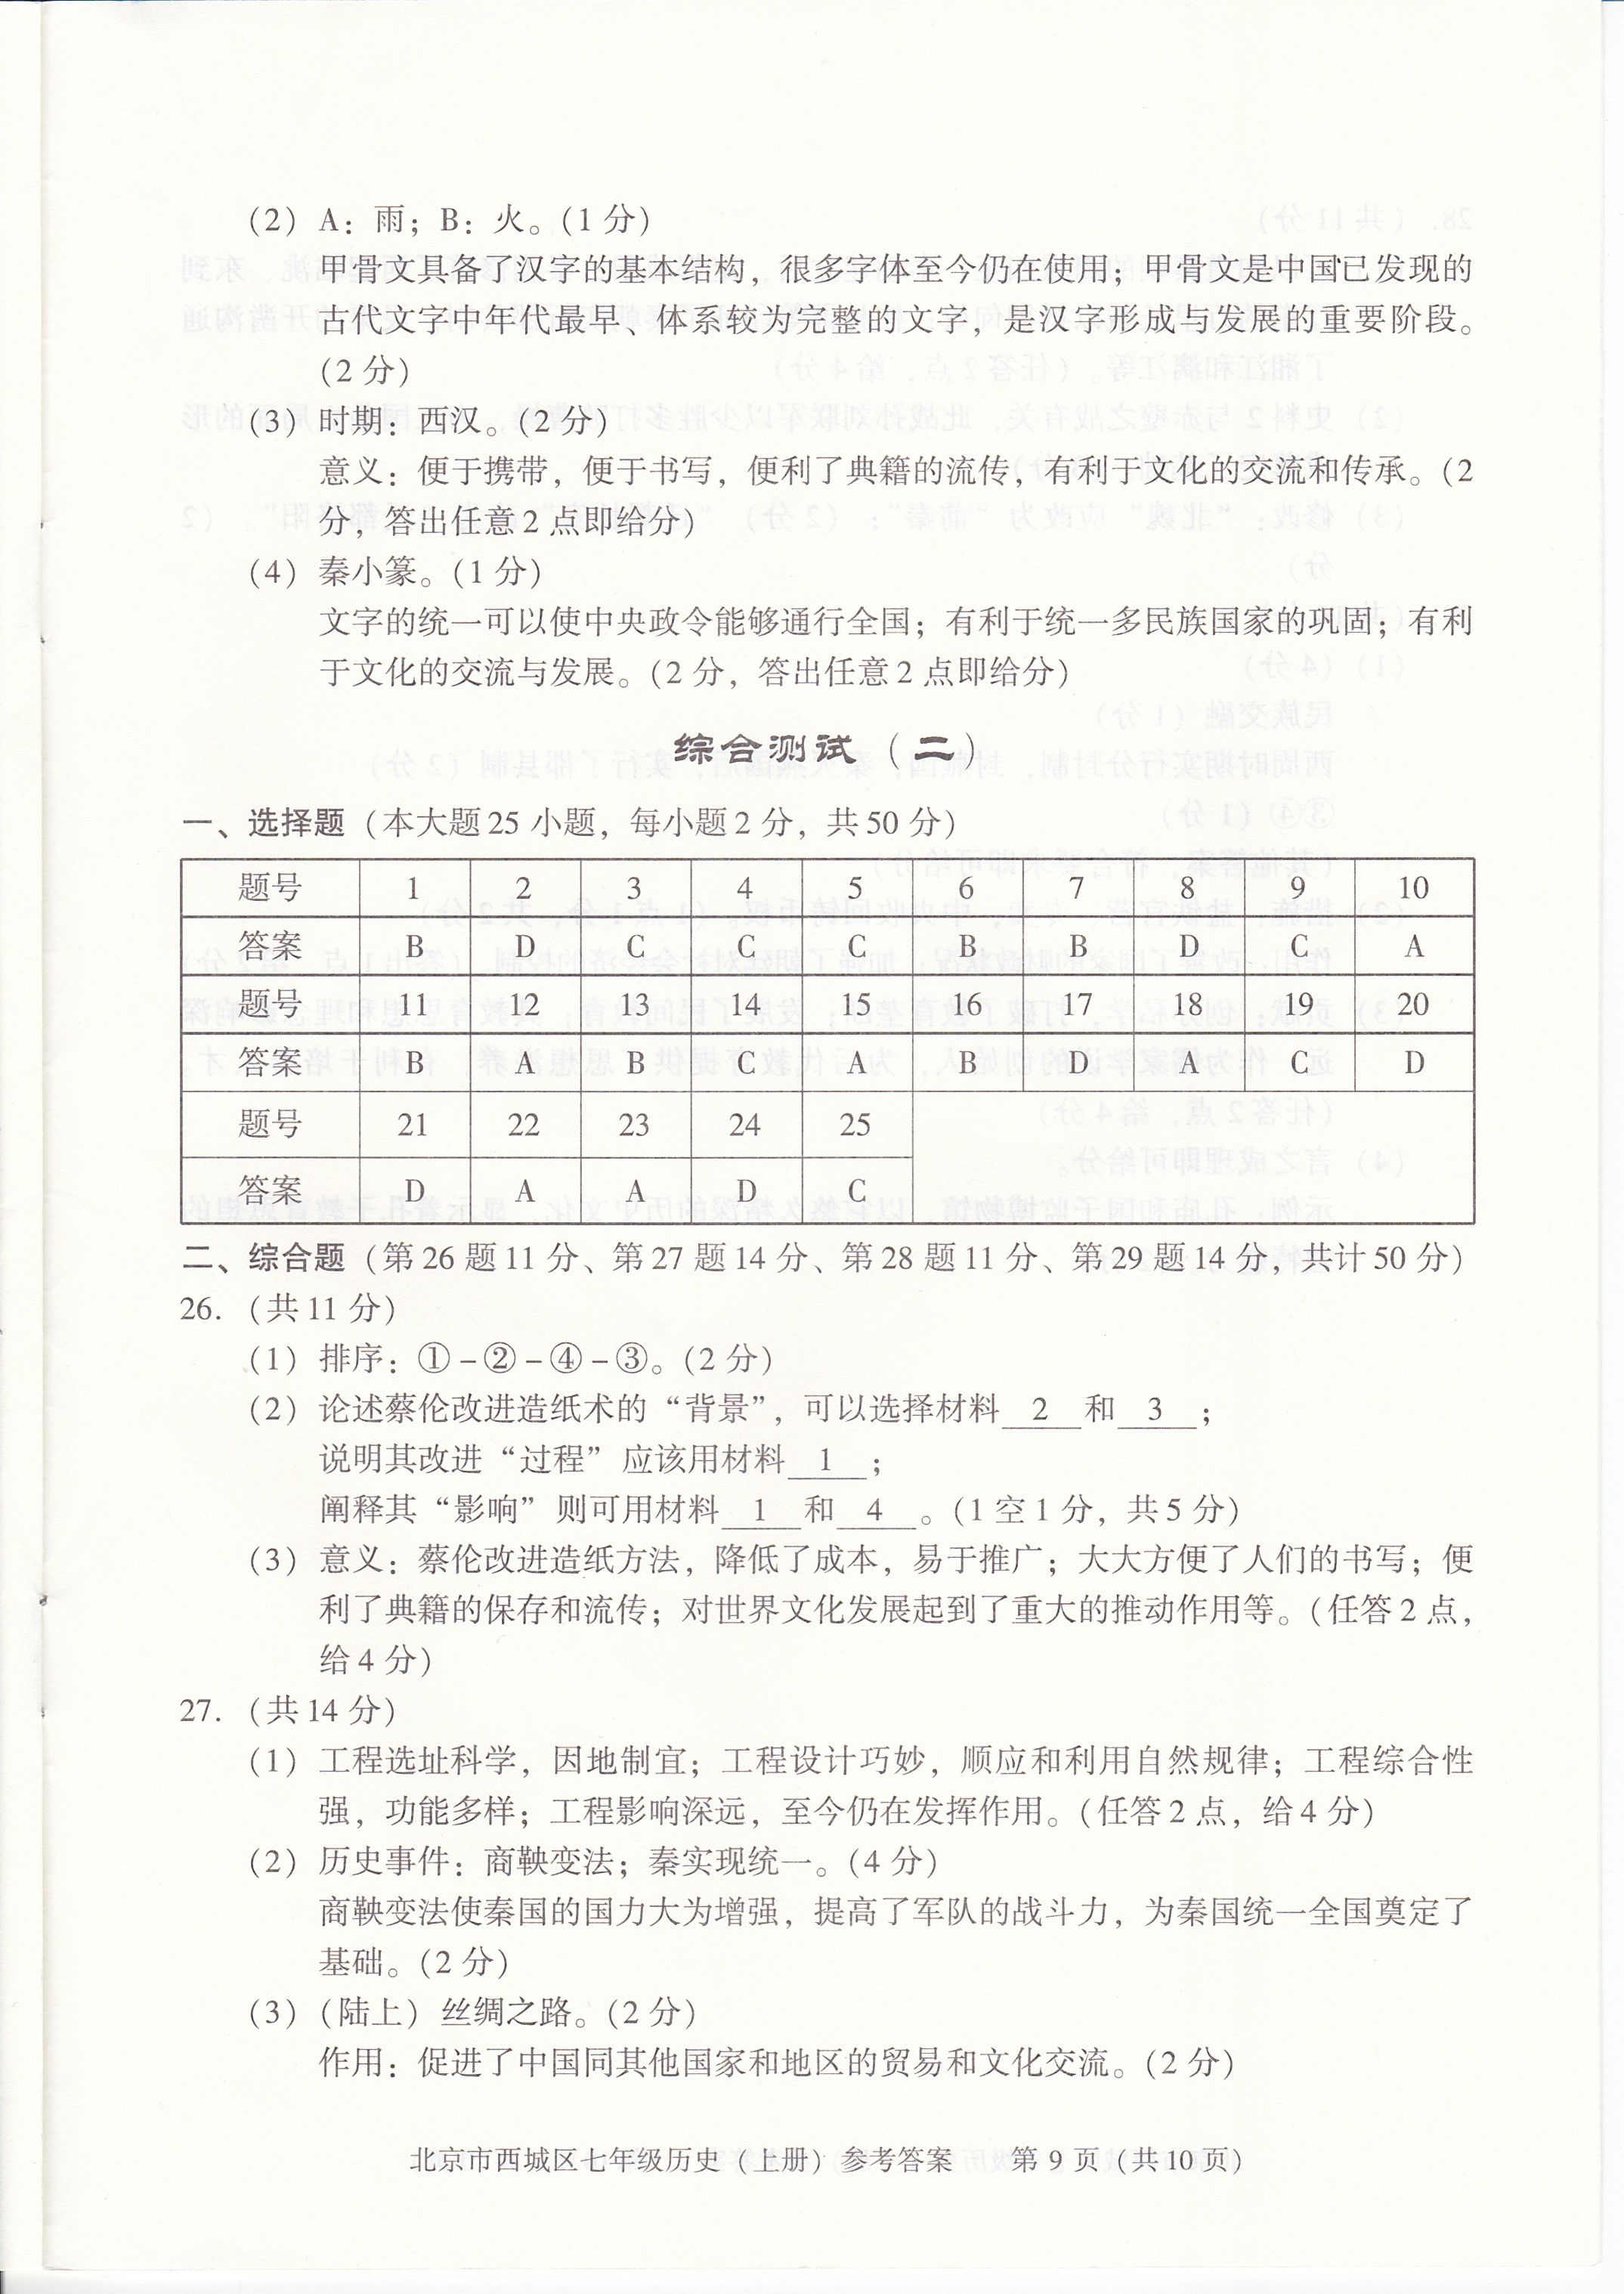 (2) A：雨；B：火。(1 分)
甲骨文具备了汉字的基本结构，很多字体至今仍在使用；甲骨文是中国已发现的
古代文字中年代最早、体系较为完整的文字，是汉字形成与发展的重要阶段。
(2 分)
(3) 时期：西汉。(2 分)
意义：便于携带，便于书写，便利了典籍的流传，有利于文化的交流和传承。(2
分，答出任意 2 点即给分)
(4) 秦小篆。(1 分)
文字的统一可以使中央政令能够通行全国；有利于统一多民族国家的巩固；有利
于文化的交流与发展。(2 分，答出任意 2 点即给分)
综合测试（二）
一、选择题（本大题 25 小题，每小题 2 分，共 50 分）
题号 1 2 3 4 5 6 7 8 9 10
答案 B D C C C B B D C A
题号 11 12 13 14 15 16 17 18 19 20
答案 B A B C A B D A C D
题号 21 22 23 24 25
答案 D A A D C
二、综合题（第 26 题 11 分、第 27 题 14 分、第 28 题 11 分、第 29 题 14 分，共计 50 分）
26. (共 11 分)
(1) 排序：①－②－④－③。(2 分)
(2) 论述蔡伦改进造纸术的“背景”，可以选择材料 2 和 3 ；
说明其改进“过程”应该用材料 1 ；
阐释其“影响”则可用材料 1 和 4 。(1 空 1 分，共 5 分)
(3) 意义：蔡伦改进造纸方法，降低了成本，易于推广；大大方便了人们的书写；便
利了典籍的保存和流传；对世界文化发展起到了重大的推动作用等。(任答 2 点，
给 4 分)
27. (共 14 分)
(1) 工程选址科学，因地制宜；工程设计巧妙，顺应和利用自然规律；工程综合性
强，功能多样；工程影响深远，至今仍在发挥作用。(任答 2 点，给 4 分)
(2) 历史事件：商鞅变法；秦实现统一。(4 分)
商鞅变法使秦国的国力大为增强，提高了军队的战斗力，为秦国统一全国奠定了
基础。(2 分)
(3)（陆上）丝绸之路。(2 分)
作用：促进了中国同其他国家和地区的贸易和文化交流。(2 分)
北京市西城区七年级历史（上册）参考答案 第 9 页（共 10 页）